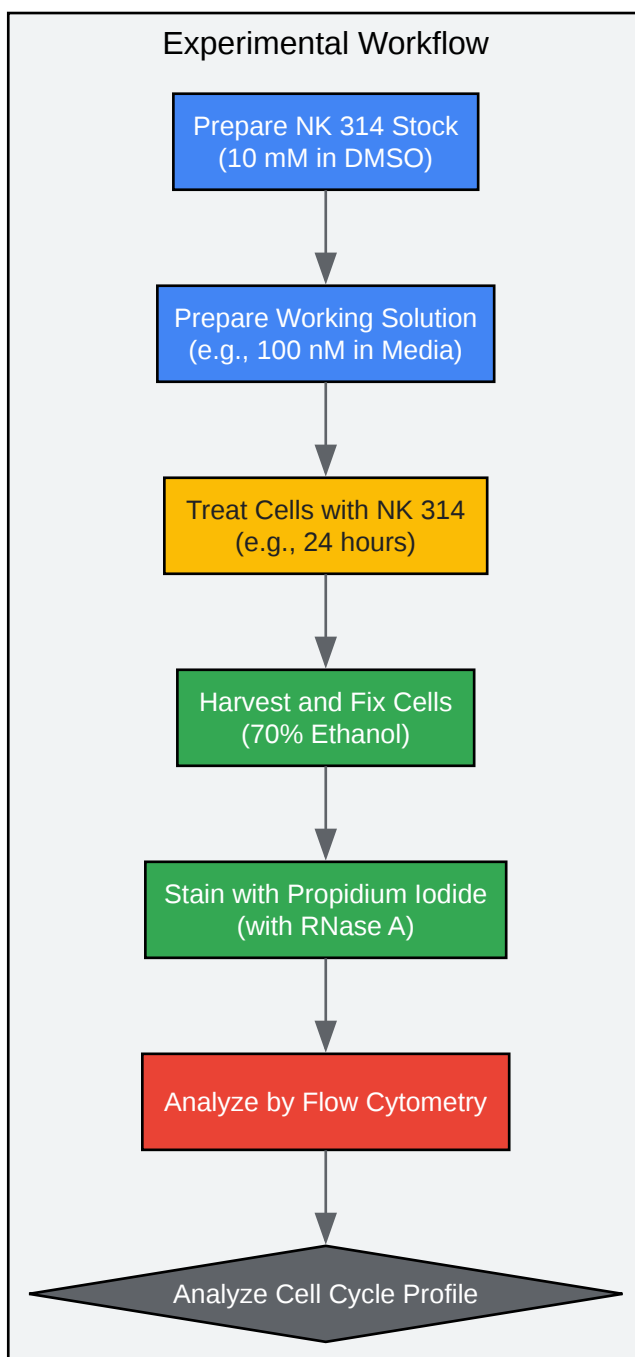 Experimental Workflow
Prepare NK 314 Stock
(10 mM in DMSO)
Prepare Working Solution
(e.g., 100 nM in Media)
Treat Cells with NK 314
(e.g., 24 hours)
Harvest and Fix Cells
(70% Ethanol)
Stain with Propidium Iodide
(with RNase A)
Analyze by Flow Cytometry
Analyze Cell Cycle Profile